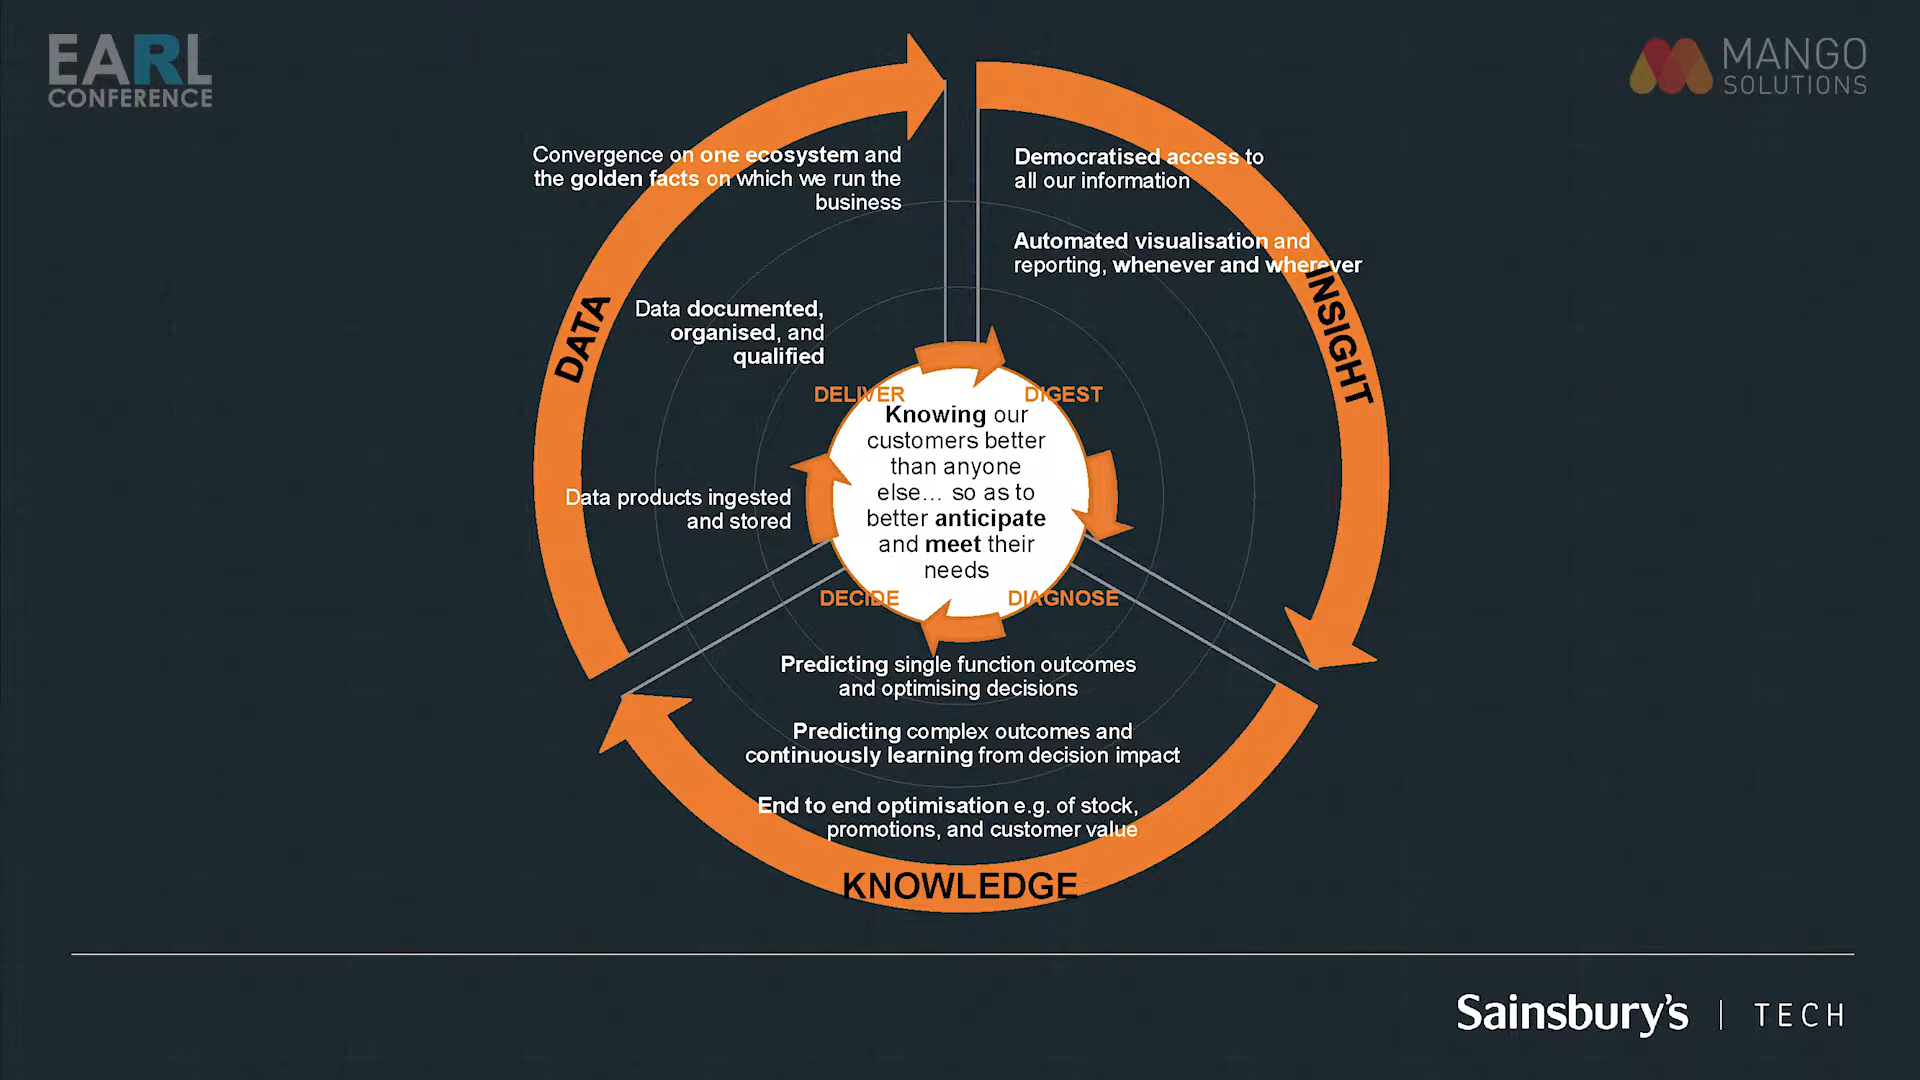 EARL
CONFERENCE
MANGO
SOLUTIONS
Convergence on one ecosystem and
the golden facts on which we run the
business
Democratised access to
all our information
Automated visualisation and
reporting, whenever and wherever
DATA
INSIGHT
Data documented,
organised, and
qualified
DELIVER
DIGEST
Knowing our
customers better
than anyone
else... so as to
better anticipate
and meet their
needs
Data products ingested
and stored
DECIDE
DIAGNOSE
Predicting single function outcomes
and optimising decisions
Predicting complex outcomes and
continuously learning from decision impact
End to end optimisation e.g. of stock,
promotions, and customer value
KNOWLEDGE
Sainsbury's | TECH